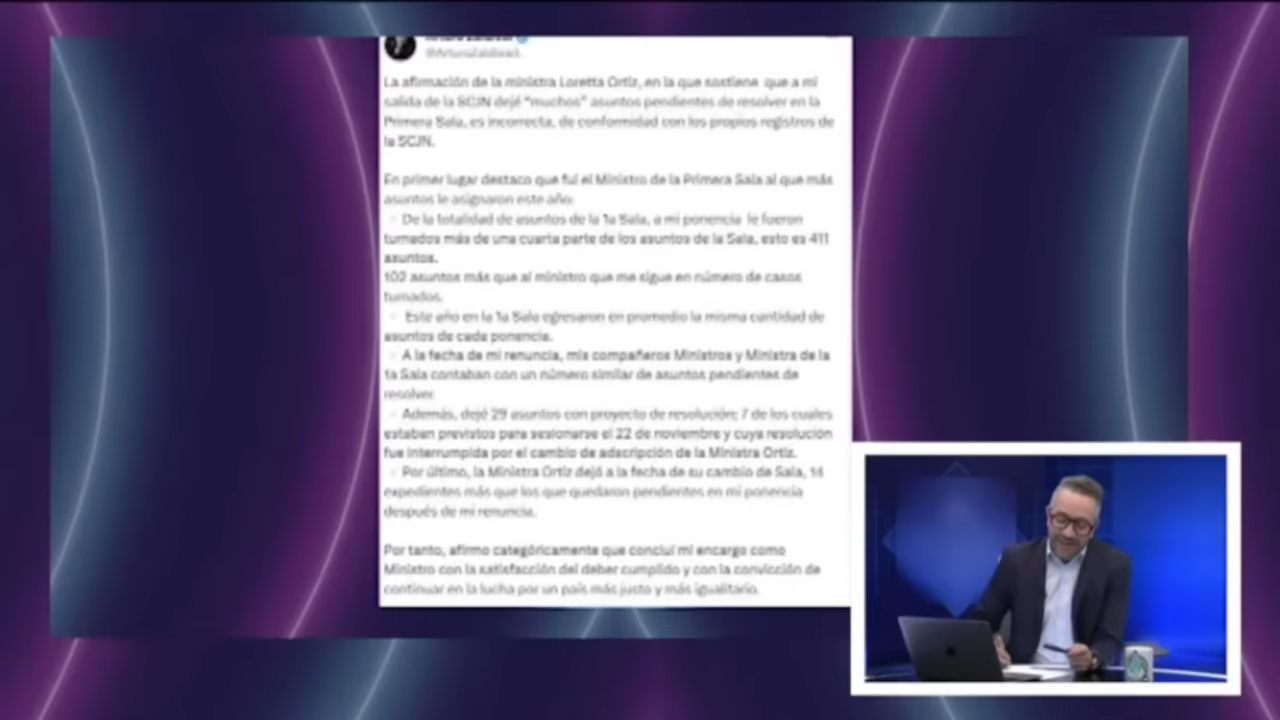 @ArturoZaldivarL
La afirmación de la ministra Loretta Ortiz, en la que sostiene que a mi
salida de la SCJN dejé "muchos" asuntos pendientes de resolver en la
Primera Sala, es incorrecta, de conformidad con los propios registros de
la SCJN.
En primer lugar destaco que fui el Ministro de la Primera Sala al que más
asuntos le asignaron este año:
De la totalidad de asuntos de la 1a Sala, a mi ponencia le fueron
turnados más de una cuarta parte de los asuntos de la Sala, esto es 411
asuntos.
102 asuntos más que al ministro que me sigue en número de casos
turnados.
Este año en la 1a Sala egresaron en promedio la misma cantidad de
asuntos de cada ponencia.
A la fecha de mi renuncia, mis compañeros Ministros y Ministra de la
1a Sala contaban con un número similar de asuntos pendientes de
resolver.
Además, dejé 29 asuntos con proyecto de resolución; 7 de los cuales
estaban previstos para sesionarse el 22 de noviembre y cuya resolución
fue interrumpida por el cambio de adscripción de la Ministra Ortiz.
Por último, la Ministra Ortiz dejó a la fecha de su cambio de Sala, 14
expedientes más que los que quedaron pendientes en mi ponencia
después de mi renuncia.
Por tanto, afirmo categóricamente que concluí mi encargo como
Ministro con la satisfacción del deber cumplido y con la convicción de
continuar en la lucha por un país más justo y más igualitario.